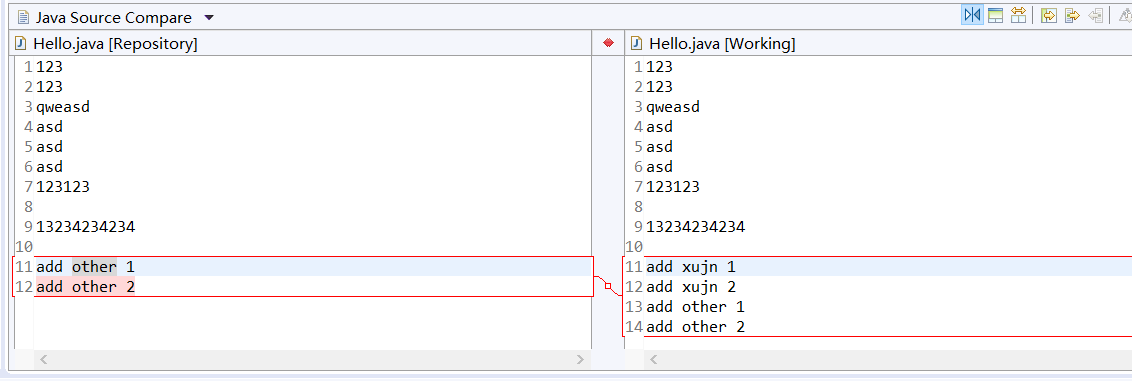 Java Source Compare
Hello.java [Repository]
1 123
2 123
3 qweasd
4 asd
5 asd
6 asd
7 123123
8
9 13234234234
10
11 add other 1
12 add other 2
Hello.java [Working]
1 123
2 123
3 qweasd
4 asd
5 asd
6 asd
7 123123
8
9 13234234234
10
11 add xujn 1
12 add xujn 2
13 add other 1
14 add other 2